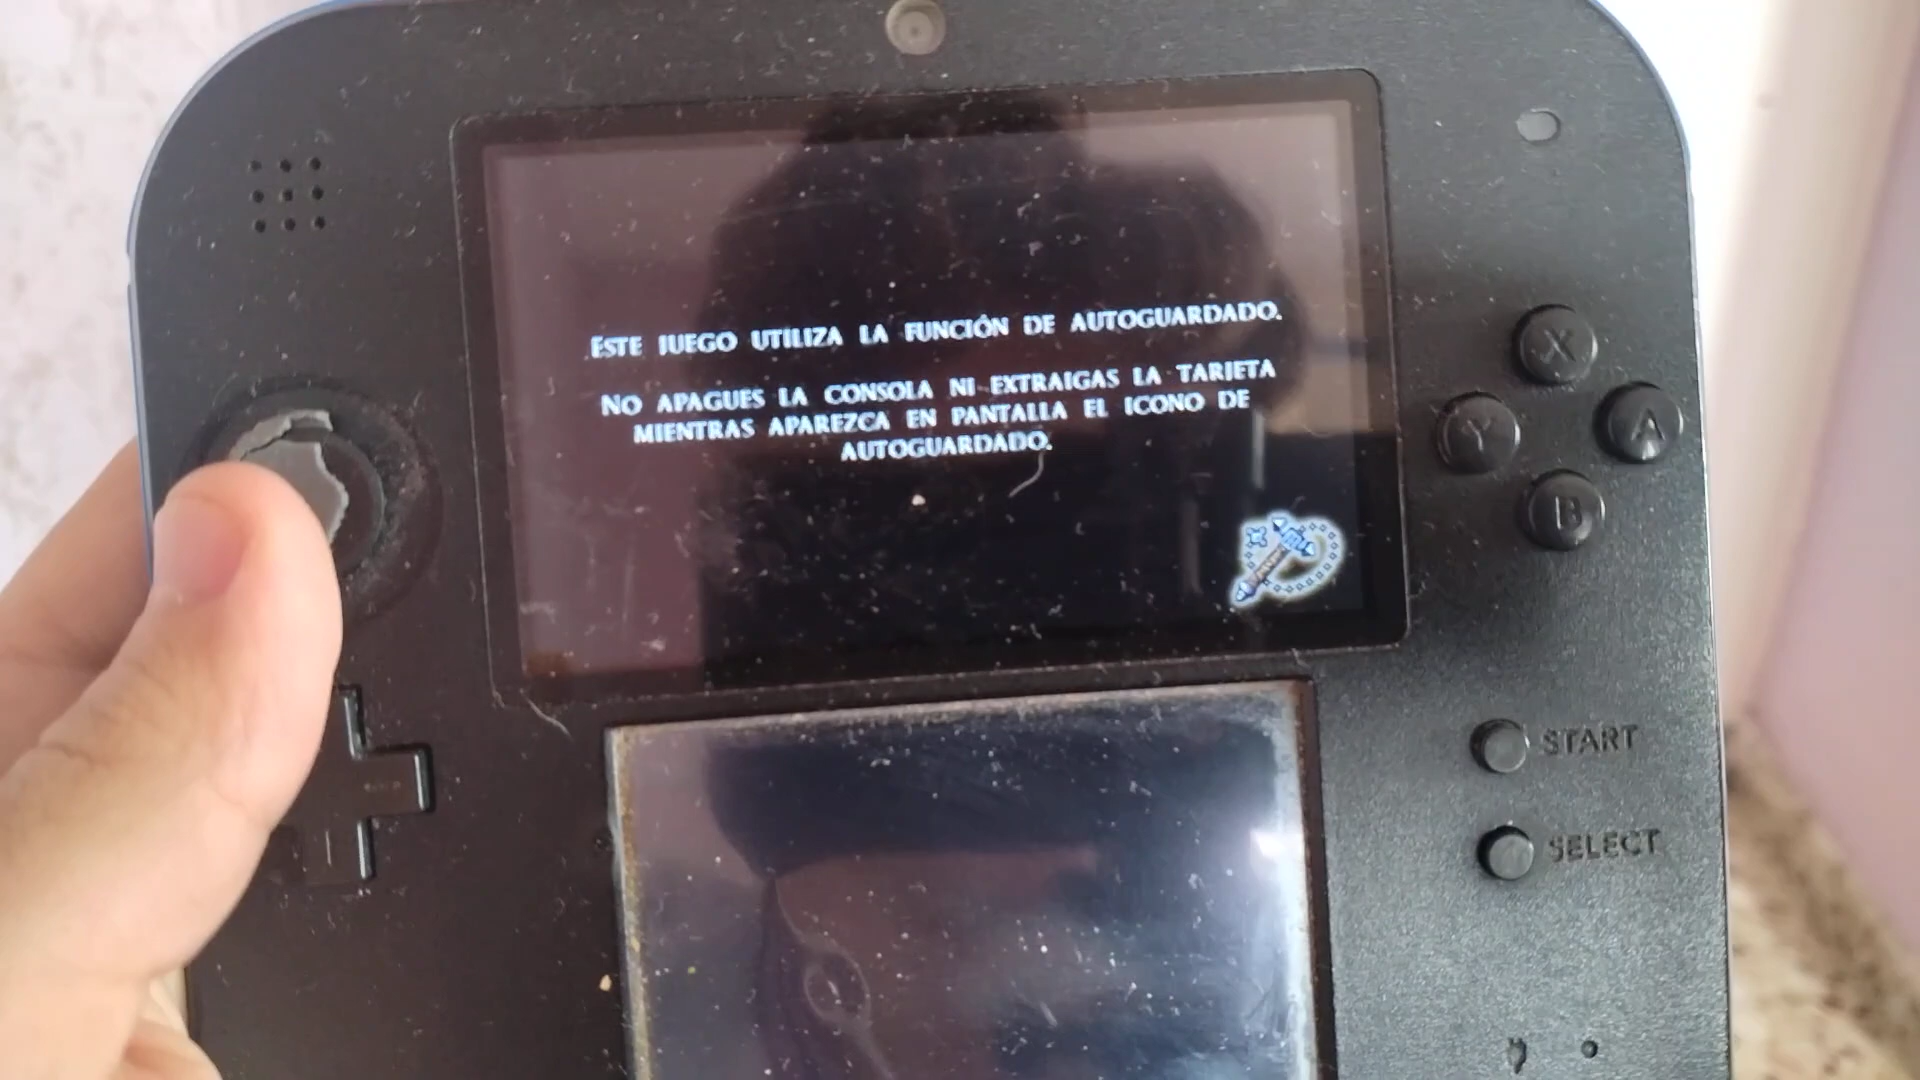 ESTE JUEGO UTILIZA LA FUNCIÓN DE AUTOGUARDADO.
NO APAGUES LA CONSOLA NI EXTRAIGAS LA TARJETA
MIENTRAS APAREZCA EN PANTALLA EL ICONO DE
AUTOGUARDADO.
X
Y
A
B
START
SELECT